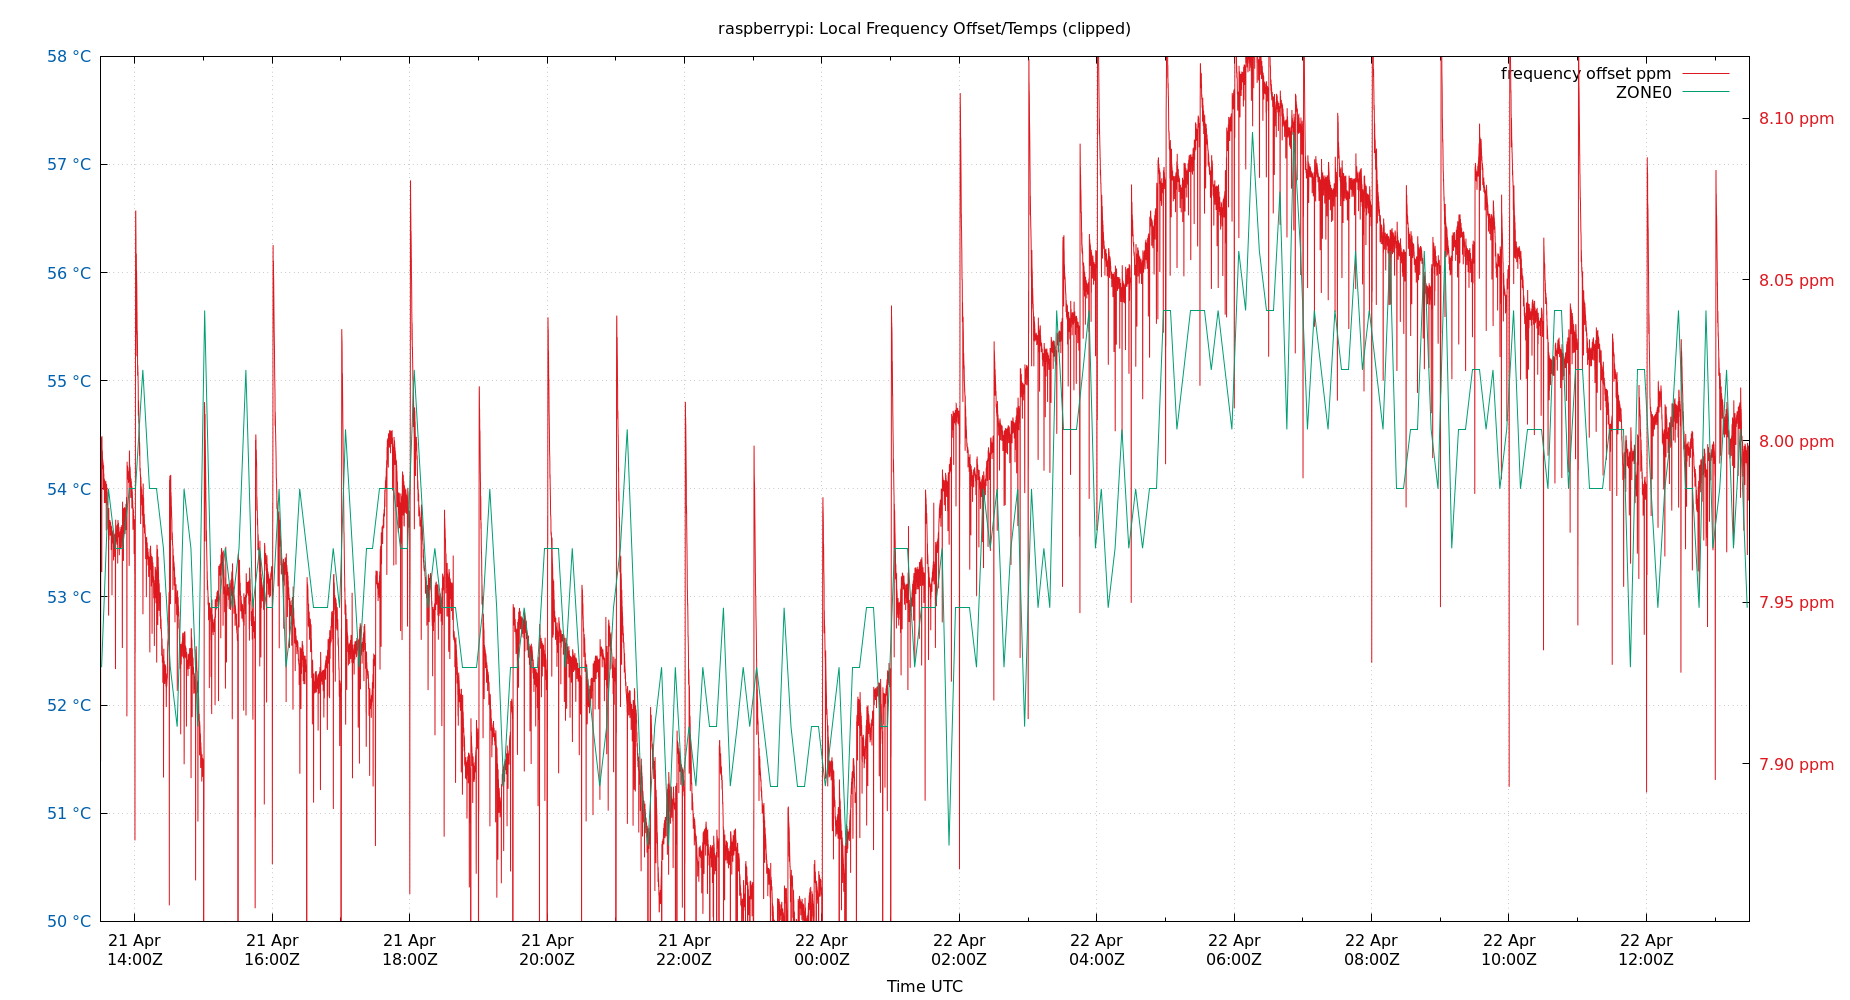 raspberrypi: Local Frequency Offset/Temps (clipped)
frequency offset ppm
ZONE0
58 °C
57 °C
56 °C
55 °C
54 °C
53 °C
52 °C
51 °C
50 °C
8.10 ppm
8.05 ppm
8.00 ppm
7.95 ppm
7.90 ppm
21 Apr 21 Apr 21 Apr 21 Apr 21 Apr 22 Apr 22 Apr 22 Apr 22 Apr 22 Apr 22 Apr 22 Apr
14:00Z 16:00Z 18:00Z 20:00Z 22:00Z 00:00Z 02:00Z 04:00Z 06:00Z 08:00Z 10:00Z 12:00Z
Time UTC